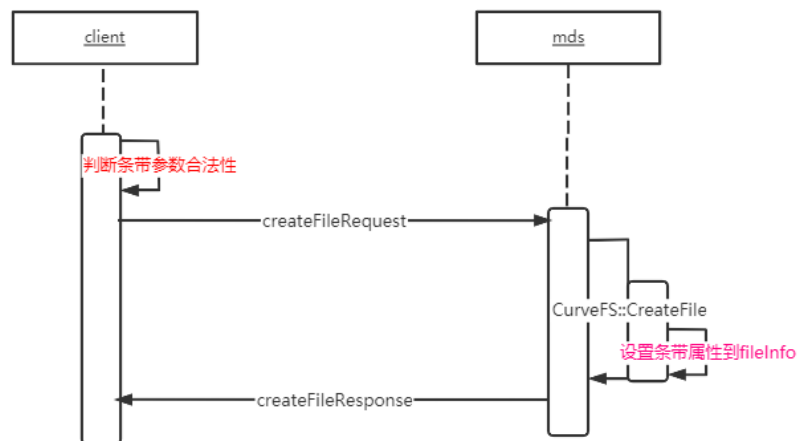 client
mds
判断条带参数合法性
createFileRequest
CurveFS::CreateFile
设置条带属性到fileInfo
createFileResponse